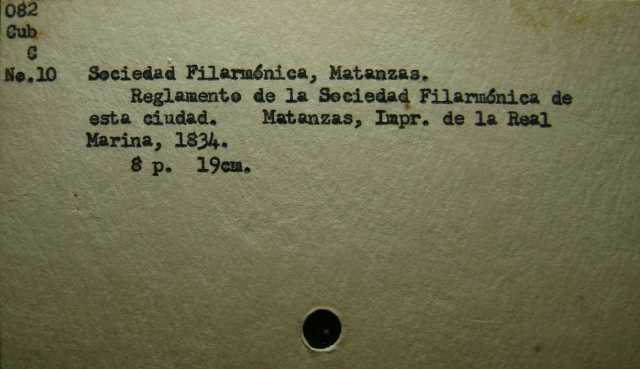 082
Cub
C
No.10 Sociedad Filarmónica, Matanzas.
Reglamento de la Sociedad Filarmónica de
esta ciudad. Matanzas, Impr. de la Real
Marina, 1834.
8 p. 19cm.